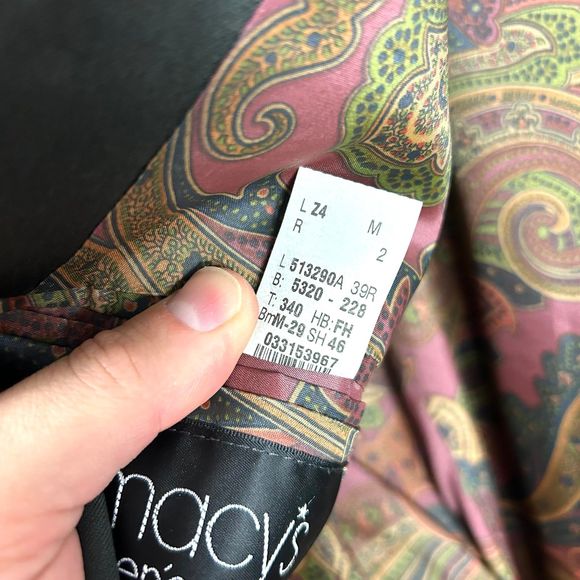 L Z4 M
R 2
L 513290A 39R
B: 5320 - 228
T: 340 HB: FH
BmM-29 SH 46
033153967
macy's